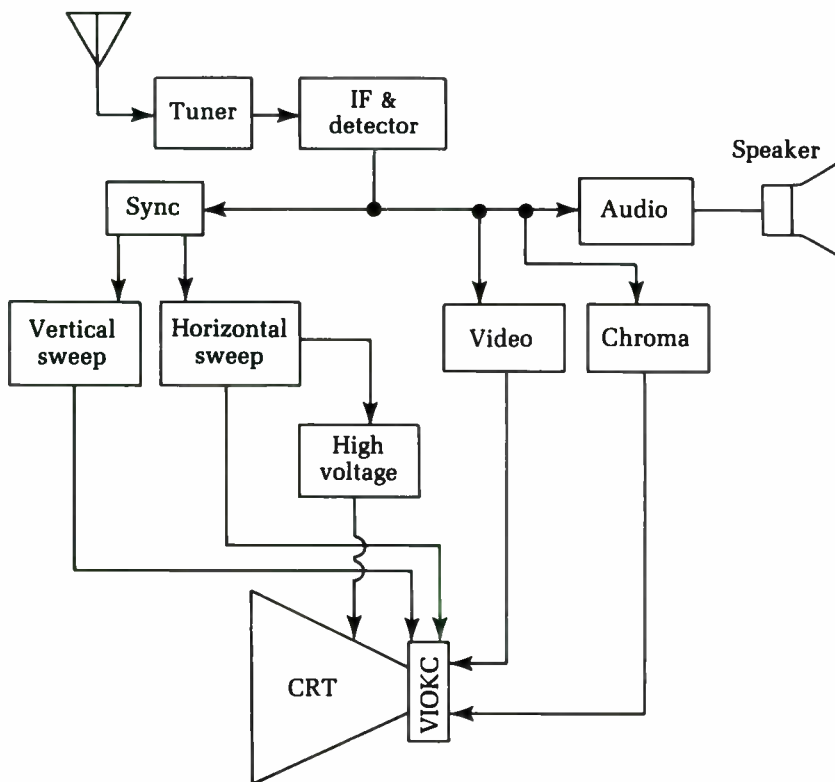 Tuner
IF &
detector
Speaker
Sync
Audio
Vertical
sweep
Horizontal
sweep
Video
Chroma
High
voltage
CRT
VIOKC